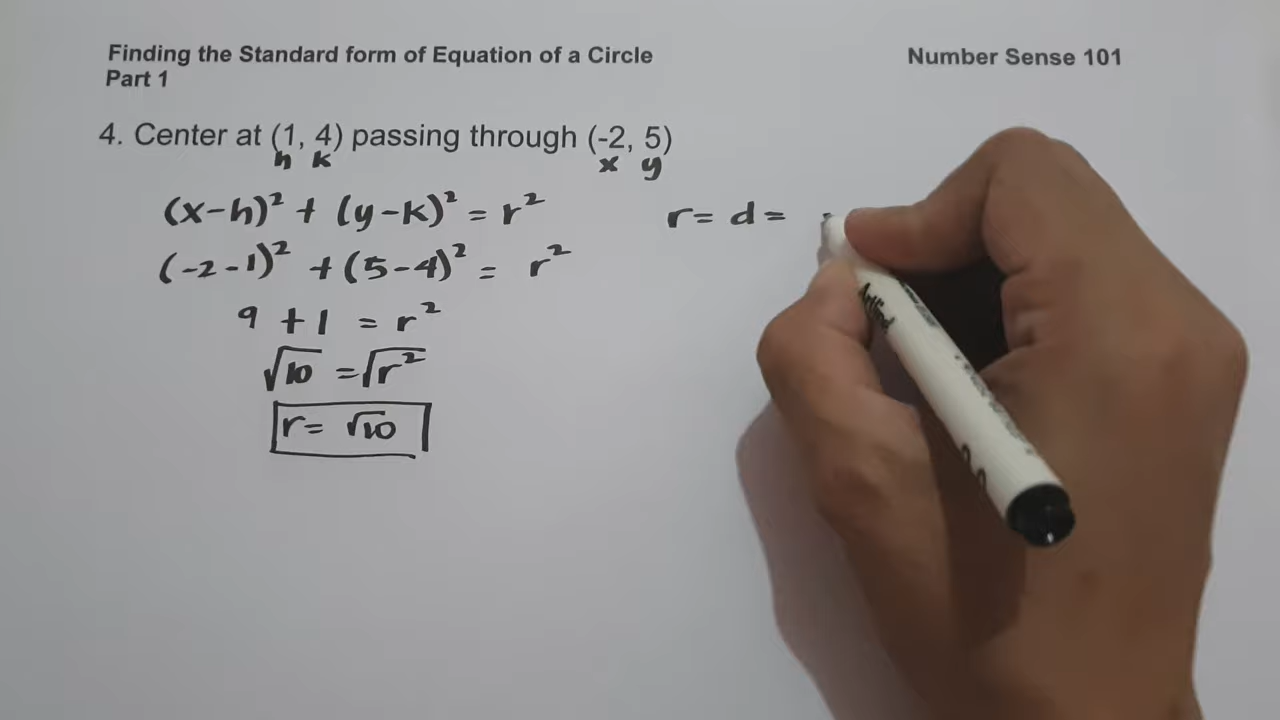 Finding the Standard form of Equation of a Circle
Part 1
Number Sense 101
4. Center at (1, 4) passing through (-2, 5)
h k x y
(x-h)² + (y-k)² = r²
r = d =
(-2-1)² + (5-4)² = r²
9 + 1 = r²
√10 = √r²
r = √10